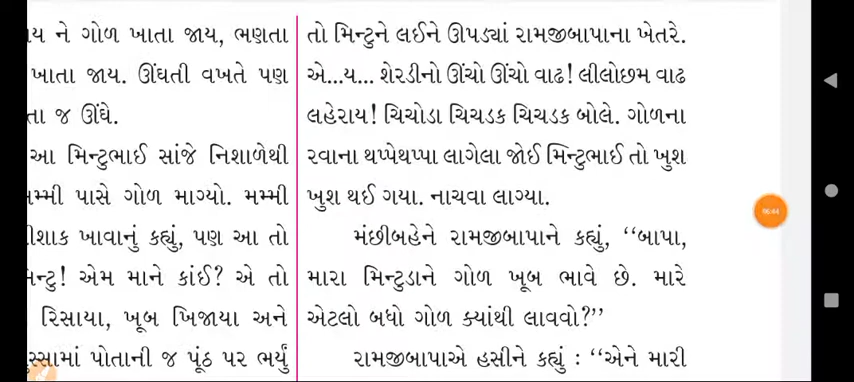 ને ગોળ ખાતા જાય, ભણતા
ખાતા જાય. ઊંઘતી વખતે પણ
જ ઊંઘે.
આ મિન્ટુભાઈ સાંજે નિશાળેથી
પાસે ગોળ માગ્યો. મમ્મી
ખાવાનું કહ્યું, પણ આ તો
એમ માને કાંઈ? એ તો
રિસાયા, ખૂબ ખિજાયા અને
પોતાની જ પૂંઠ પર ભર્યું
તો મિન્ટુને લઈને ઊપડ્યાં રામજીબાપાના ખેતરે.
એ...ય... શેરડીનો ઊંચો ઊંચો વાઢ! લીલોછમ વાઢ
લહેરાય! ચિચોડા ચિચડક ચિચડક બોલે. ગોળના
રવાના થપ્પેથપ્પા લાગેલા જોઈ મિન્ટુભાઈ તો ખુશ
ખુશ થઈ ગયા. નાચવા લાગ્યા.
મંછીબહેને રામજીબાપાને કહ્યું, ‘‘બાપા,
મારા મિન્ટુડાને ગોળ ખૂબ ભાવે છે. મારે
એટલો બધો ગોળ ક્યાંથી લાવવો?’’
રામજીબાપાએ હસીને કહ્યું : ‘‘એને મારી